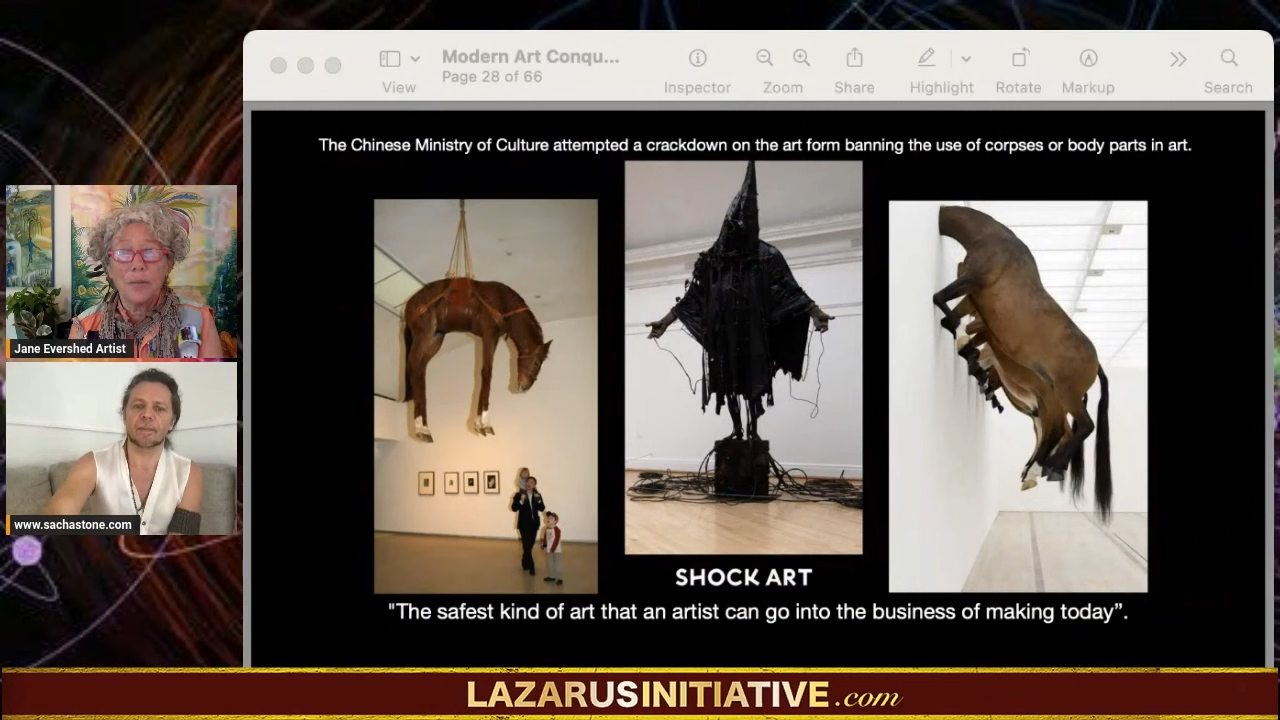 Modern Art Conqu...
Page 28 of 66
View
Inspector
Zoom
Share
Highlight
Rotate
Markup
Search
The Chinese Ministry of Culture attempted a crackdown on the art form banning the use of corpses or body parts in art.
Jane Evershed Artist
www.sachastone.com
SHOCK ART
"The safest kind of art that an artist can go into the business of making today”.
LAZARUSINITIATIVE.com